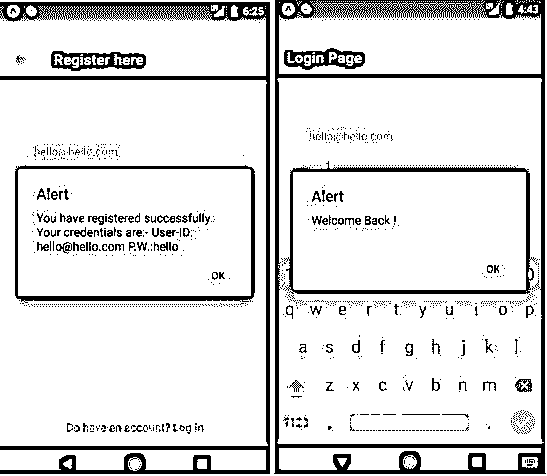 6:25
Register here
hello@hello.com
Alert
You have registered successfully.
Your credentials are:- User-ID:
hello@hello.com P.W.:hello
OK
Do have an account? Log in
4:43
Login Page
hello@hello.com
Alert
Welcome Back !
OK
q w e r t y u i o p
a s d f g h j k l
z x c v b n m